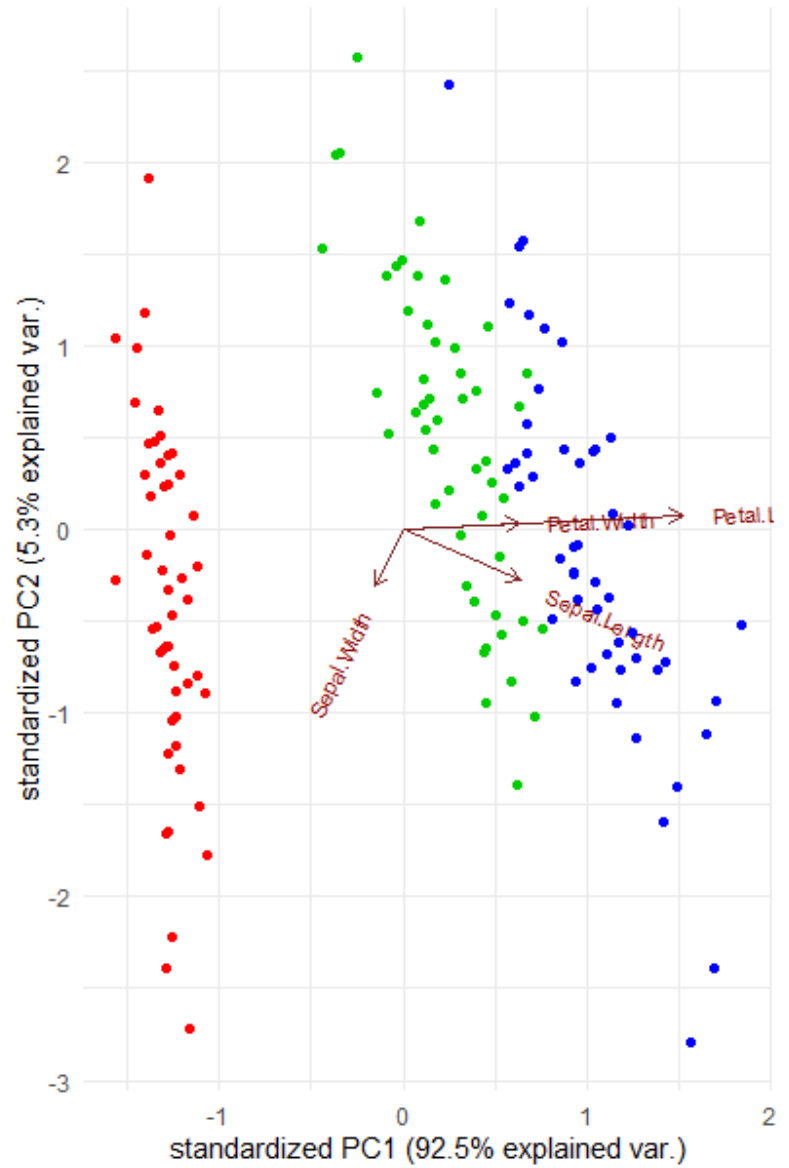 standardized PC2 (5.3% explained var.)
2
1
0
-1
-2
-3
Petal.Width
Petal.L
Sepal.Length
Sepal.Width
-1
0
1
2
standardized PC1 (92.5% explained var.)